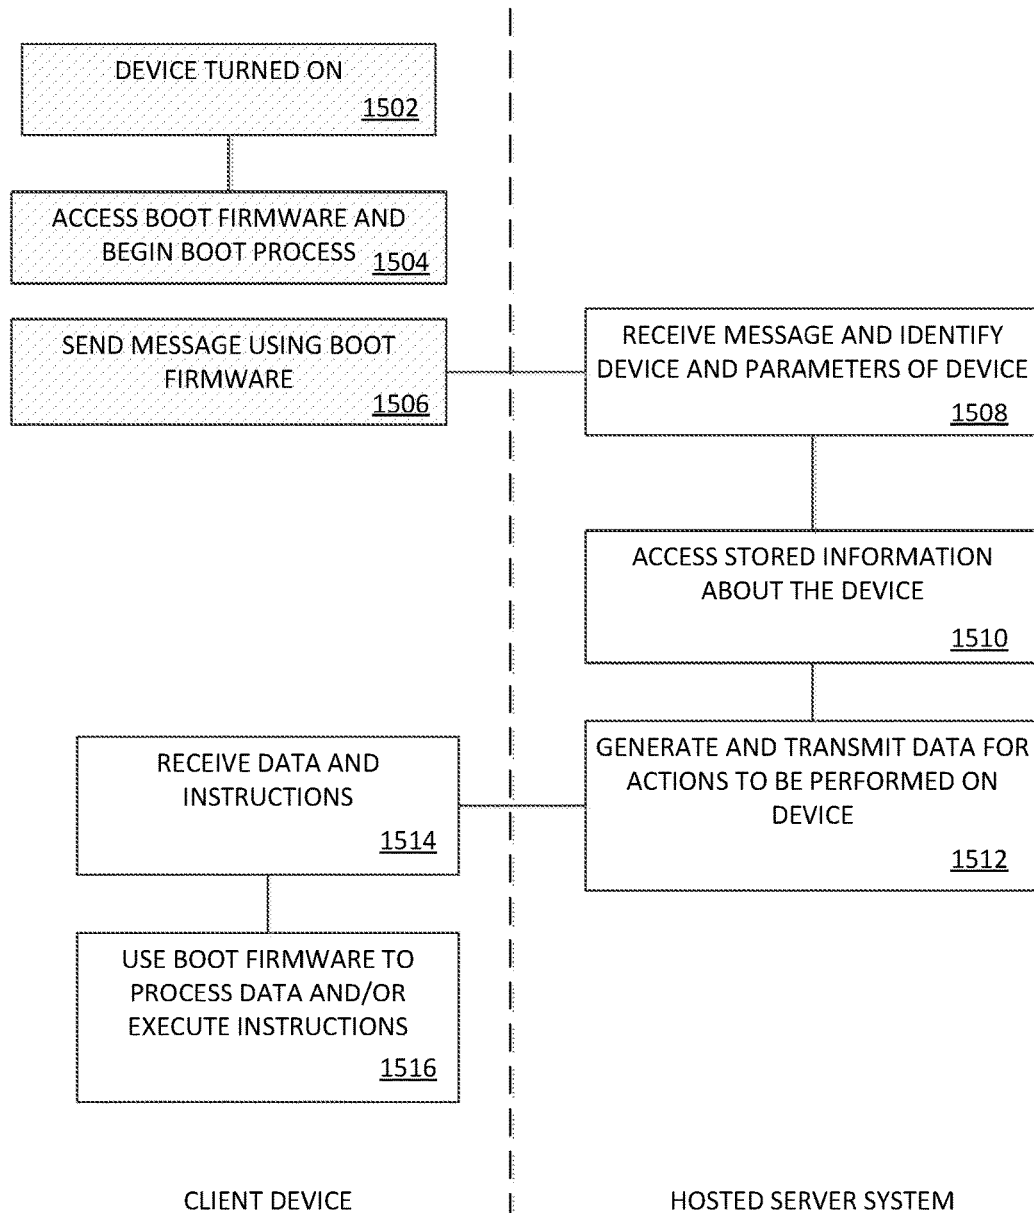 DEVICE TURNED ON
1502
ACCESS BOOT FIRMWARE AND
BEGIN BOOT PROCESS
1504
SEND MESSAGE USING BOOT
FIRMWARE
1506
RECEIVE MESSAGE AND IDENTIFY
DEVICE AND PARAMETERS OF DEVICE
1508
ACCESS STORED INFORMATION
ABOUT THE DEVICE
1510
GENERATE AND TRANSMIT DATA FOR
ACTIONS TO BE PERFORMED ON
DEVICE
1512
RECEIVE DATA AND
INSTRUCTIONS
1514
USE BOOT FIRMWARE TO
PROCESS DATA AND/OR
EXECUTE INSTRUCTIONS
1516
CLIENT DEVICE
HOSTED SERVER SYSTEM